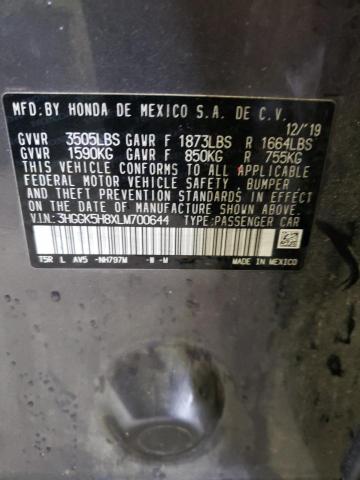 MFD.BY HONDA DE MEXICO S.A. DE C.V.
12/'19
GVWR 3505LBS GAWR F 1873LBS R 1664LBS
GVWR 1590KG GAWR F 850KG R 755KG
THIS VEHICLE CONFORMS TO ALL APPLICABLE
FEDERAL MOTOR VEHICLE SAFETY, BUMPER
AND THEFT PREVENTION STANDARDS IN EFFECT
ON THE DATE OF MANUFACTURE SHOWN ABOVE.
V.I.N:3HGGK5H8XLM700644 TYPE:PASSENGER CAR
T5R L AV5 -NH797M -W -M MADE IN MEXICO